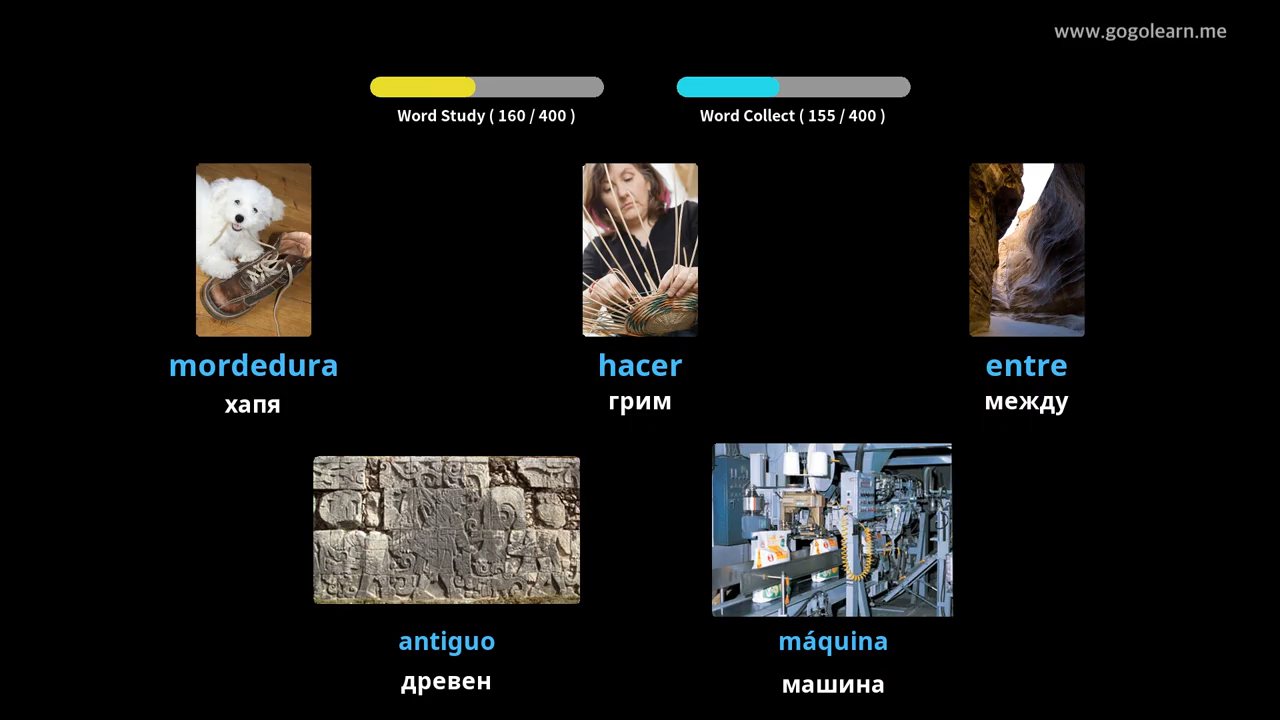 www.gogolearn.me
Word Study ( 160 / 400 )
Word Collect ( 155 / 400 )
mordedura
хапя
hacer
грим
entre
между
antiguo
древен
máquina
машина